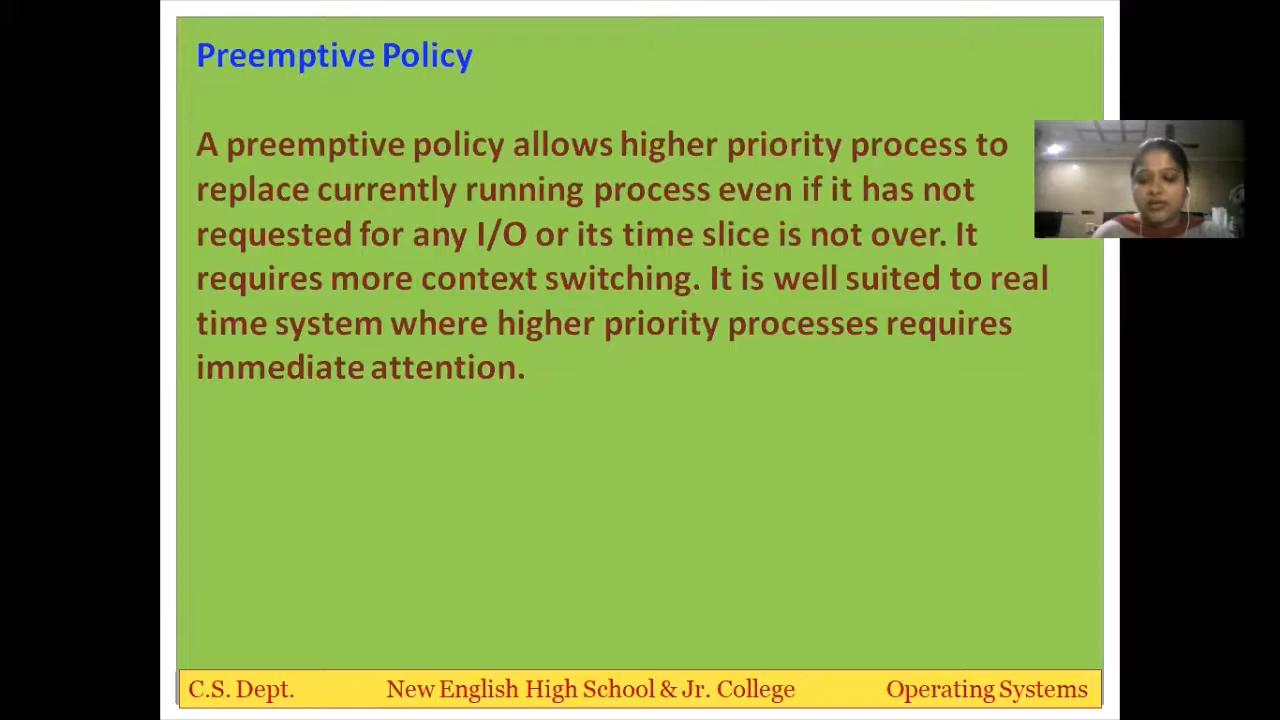 Preemptive Policy
A preemptive policy allows higher priority process to
replace currently running process even if it has not
requested for any I/O or its time slice is not over. It
requires more context switching. It is well suited to real
time system where higher priority processes requires
immediate attention.
C.S. Dept. New English High School & Jr. College Operating Systems